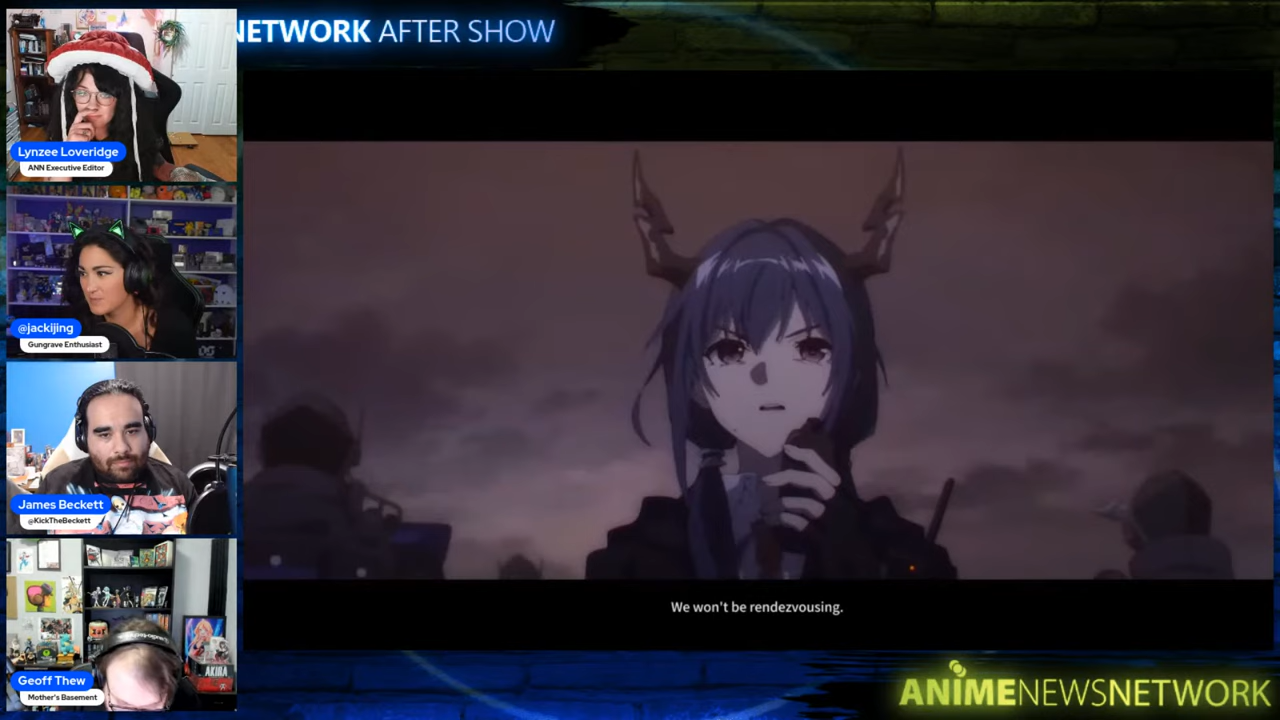 NETWORK AFTER SHOW
Lynzee Loveridge
ANN Executive Editor
@jackijing
Gungrave Enthusiast
James Beckett
@KickTheBeckett
We won't be rendezvousing.
AKIRA
Geoff Thew
Mother's Basement
ANIMENEWSNETWORK